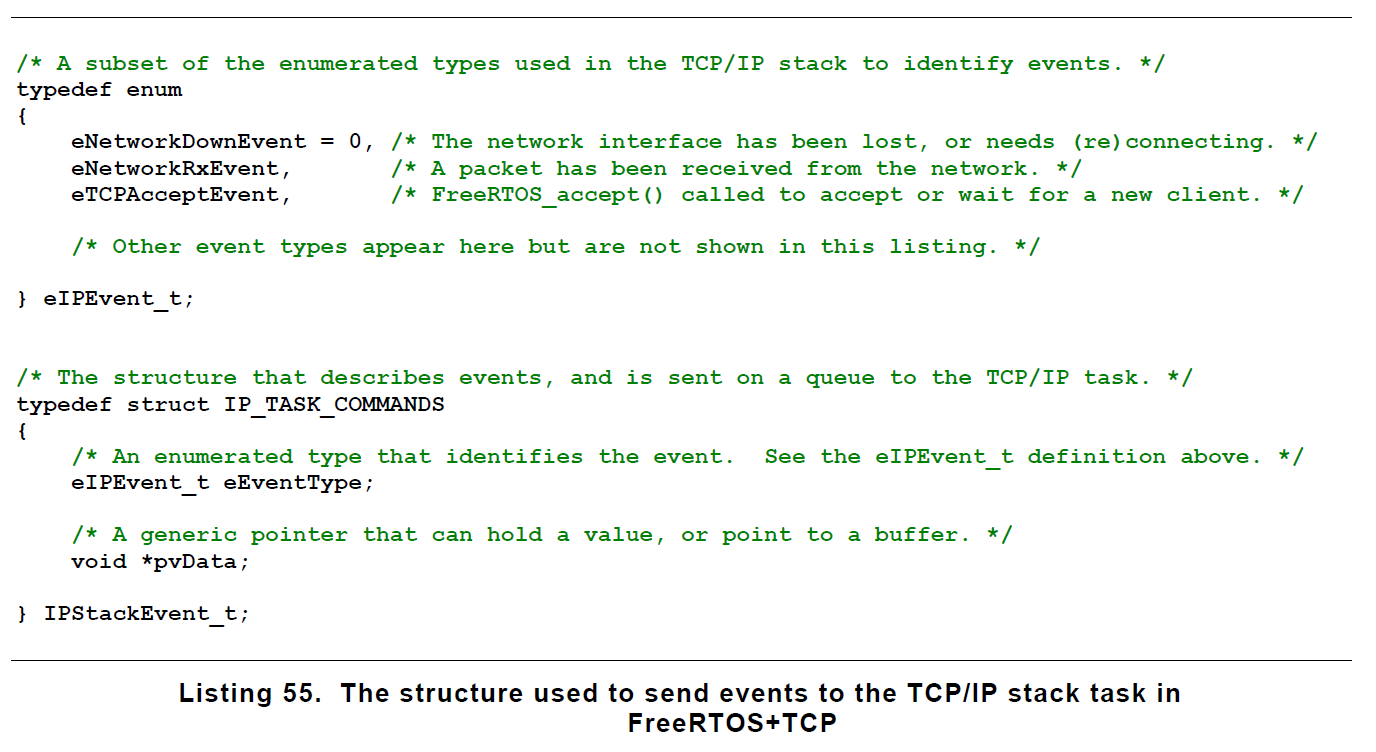 /* A subset of the enumerated types used in the TCP/IP stack to identify events. */
typedef enum
{
    eNetworkDownEvent = 0, /* The network interface has been lost, or needs (re)connecting. */
    eNetworkRxEvent,       /* A packet has been received from the network. */
    eTCPAcceptEvent,       /* FreeRTOS_accept() called to accept or wait for a new client. */
    /* Other event types appear here but are not shown in this listing. */
} eIPEvent_t;
/* The structure that describes events, and is sent on a queue to the TCP/IP task. */
typedef struct IP_TASK_COMMANDS
{
    /* An enumerated type that identifies the event.  See the eIPEvent_t definition above. */
    eIPEvent_t eEventType;
    /* A generic pointer that can hold a value, or point to a buffer. */
    void *pvData;
} IPStackEvent_t;
Listing 55.  The structure used to send events to the TCP/IP stack task in
FreeRTOS+TCP